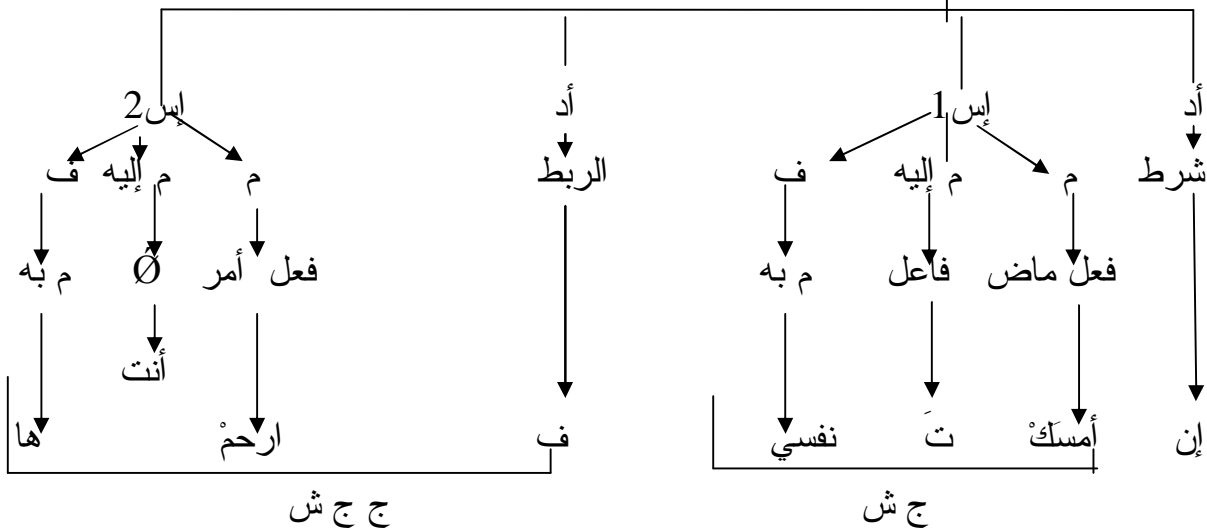 أد إس1 أد إس2
شرط م م إليه ف الربط م م إليه ف
فعل ماض فاعل م به فعل أمر Ǿ م به
أنت
إن أمسَكْ تَ نفسي ف ارحمْ ها
ج ش ج ج ش